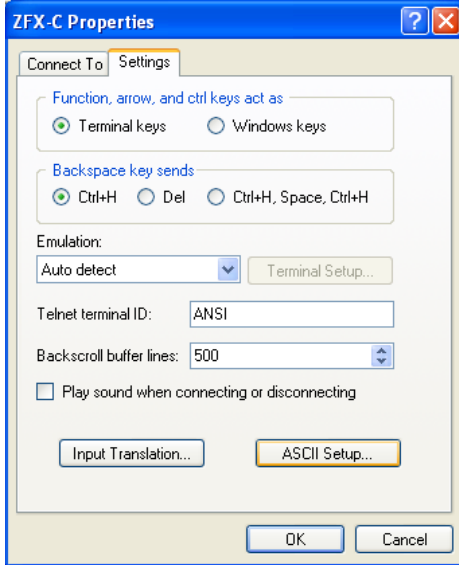 ZFX-C Properties
Connect To Settings
Function, arrow, and ctrl keys act as
Terminal keys Windows keys
Backspace key sends
Ctrl+H Del Ctrl+H, Space, Ctrl+H
Emulation:
Auto detect Terminal Setup...
Telnet terminal ID: ANSI
Backscroll buffer lines: 500
Play sound when connecting or disconnecting
Input Translation... ASCII Setup...
OK Cancel